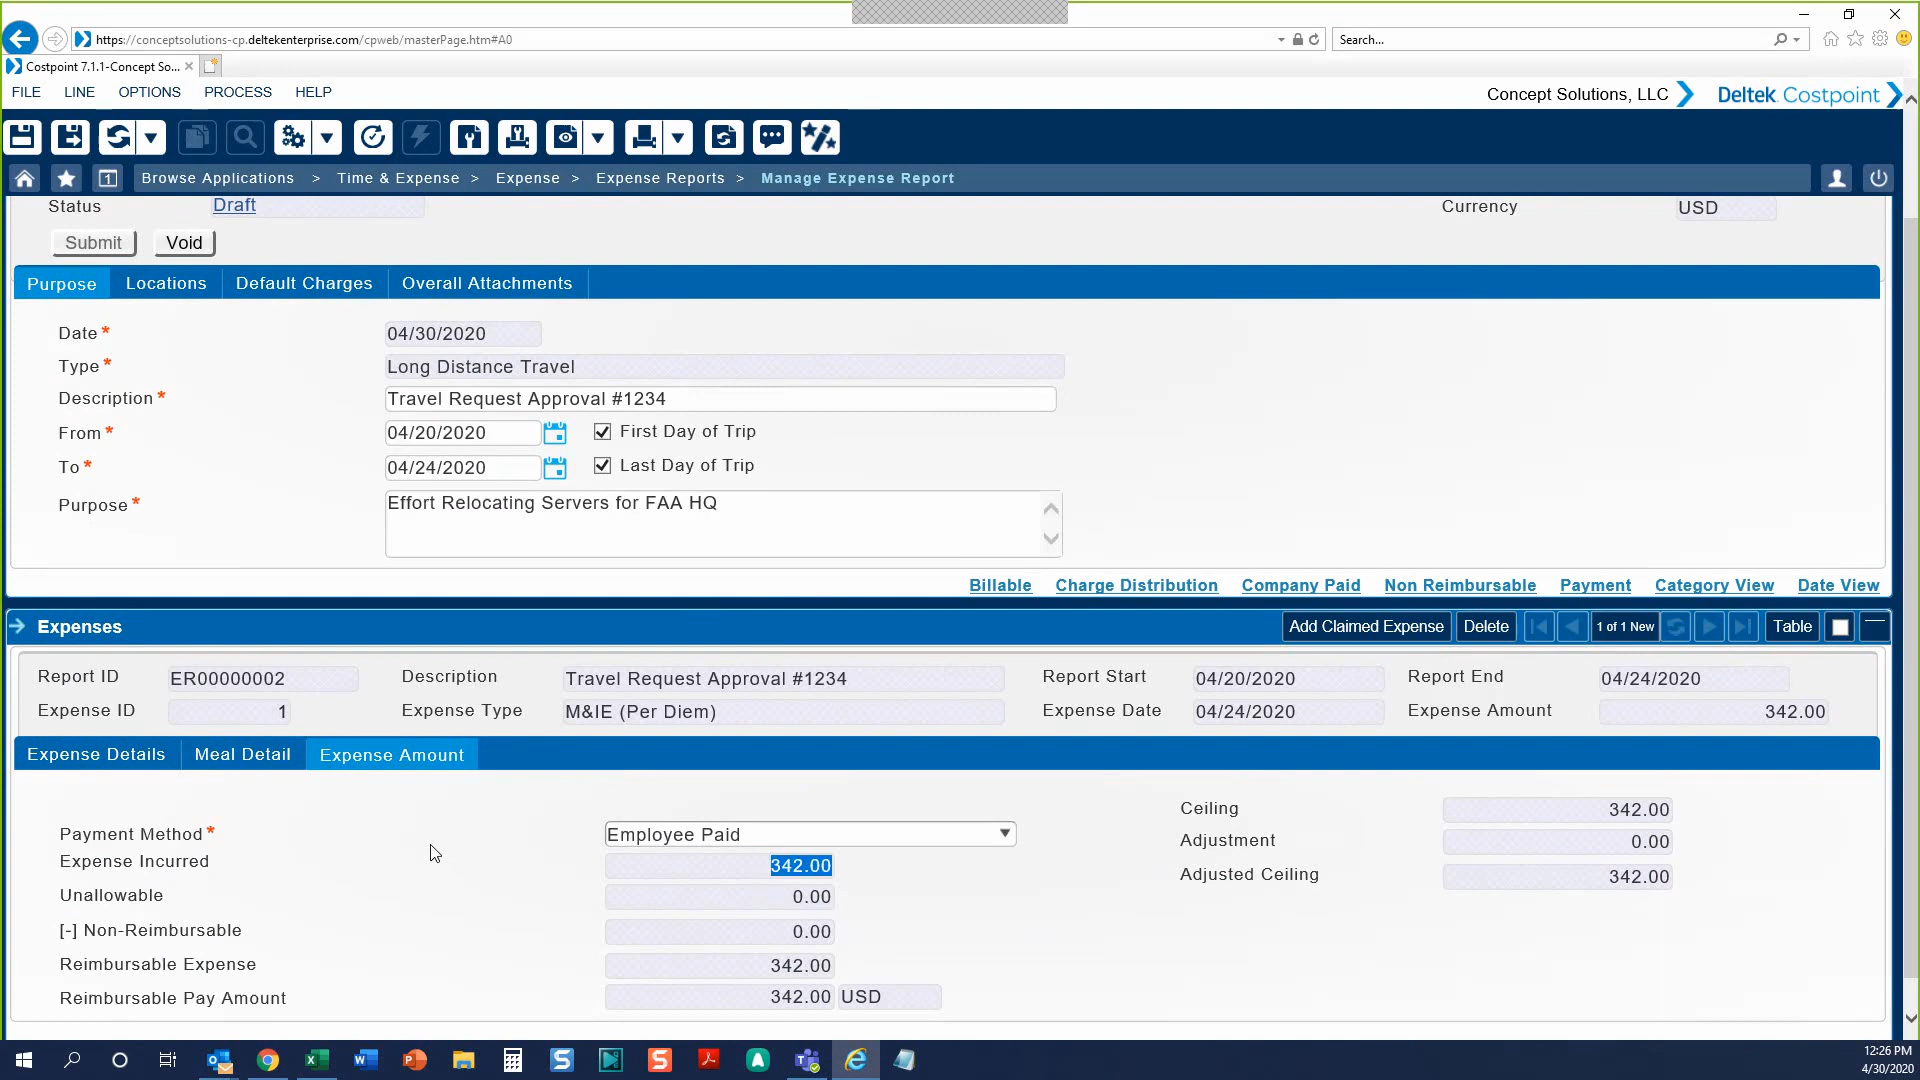 https://conceptsolutions-cp.deltekenterprise.com/cpweb/masterPage.htm#A0
Search...
Costpoint 7.1.1-Concept So...
FILE LINE OPTIONS PROCESS HELP
Concept Solutions, LLC Deltek Costpoint
1 Browse Applications > Time & Expense > Expense > Expense Reports > Manage Expense Report
Status Draft Currency USD
Submit Void
Purpose Locations Default Charges Overall Attachments
Date * 04/30/2020
Type * Long Distance Travel
Description * Travel Request Approval #1234
From * 04/20/2020 First Day of Trip
To * 04/24/2020 Last Day of Trip
Purpose * Effort Relocating Servers for FAA HQ
Billable Charge Distribution Company Paid Non Reimbursable Payment Category View Date View
Expenses Add Claimed Expense Delete 1 of 1 New Table
Report ID ER00000002 Description Travel Request Approval #1234 Report Start 04/20/2020 Report End 04/24/2020
Expense ID 1 Expense Type M&IE (Per Diem) Expense Date 04/24/2020 Expense Amount 342.00
Expense Details Meal Detail Expense Amount
Ceiling 342.00
Payment Method * Employee Paid Adjustment 0.00
Expense Incurred 342.00 Adjusted Ceiling 342.00
Unallowable 0.00
[-] Non-Reimbursable 0.00
Reimbursable Expense 342.00
Reimbursable Pay Amount 342.00 USD
12:26 PM
4/30/2020